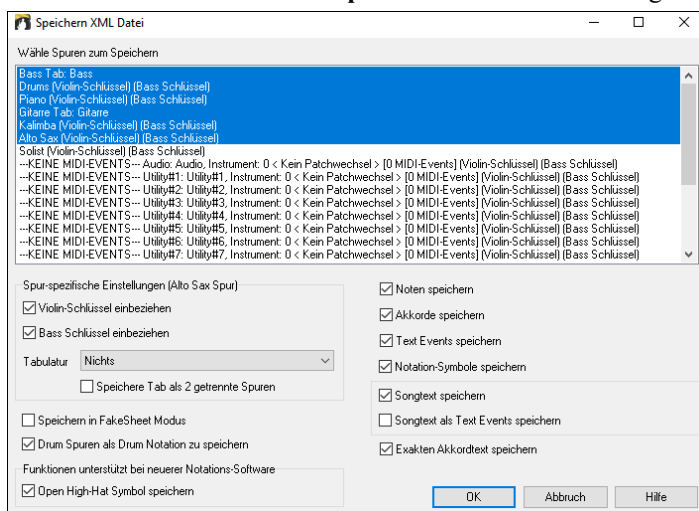 Speichern XML Datei
Wähle Spuren zum Speichern
Bass Tab: Bass
Drums (Violin-Schlüssel) (Bass Schlüssel)
Piano (Violin-Schlüssel) (Bass Schlüssel)
Gitarre Tab: Gitarre
Kalimba (Violin-Schlüssel) (Bass Schlüssel)
Alto Sax (Violin-Schlüssel) (Bass Schlüssel)
Solist (Violin-Schlüssel) (Bass Schlüssel)
---KEINE MIDI-EVENTS--- Audio: Audio, Instrument: 0 < Kein Patchwechsel > [0 MIDI-Events] (Violin-Schlüssel) (Bass Schlüssel)
---KEINE MIDI-EVENTS--- Utility#1: Utility#1, Instrument: 0 < Kein Patchwechsel > [0 MIDI-Events] (Violin-Schlüssel) (Bass Schlüssel)
---KEINE MIDI-EVENTS--- Utility#2: Utility#2, Instrument: 0 < Kein Patchwechsel > [0 MIDI-Events] (Violin-Schlüssel) (Bass Schlüssel)
---KEINE MIDI-EVENTS--- Utility#3: Utility#3, Instrument: 0 < Kein Patchwechsel > [0 MIDI-Events] (Violin-Schlüssel) (Bass Schlüssel)
---KEINE MIDI-EVENTS--- Utility#4: Utility#4, Instrument: 0 < Kein Patchwechsel > [0 MIDI-Events] (Violin-Schlüssel) (Bass Schlüssel)
---KEINE MIDI-EVENTS--- Utility#5: Utility#5, Instrument: 0 < Kein Patchwechsel > [0 MIDI-Events] (Violin-Schlüssel) (Bass Schlüssel)
---KEINE MIDI-EVENTS--- Utility#6: Utility#6, Instrument: 0 < Kein Patchwechsel > [0 MIDI-Events] (Violin-Schlüssel) (Bass Schlüssel)
---KEINE MIDI-EVENTS--- Utility#7: Utility#7, Instrument: 0 < Kein Patchwechsel > [0 MIDI-Events] (Violin-Schlüssel) (Bass Schlüssel)
Spur-spezifische Einstellungen (Alto Sax Spur)
Violin-Schlüssel einbeziehen
Bass Schlüssel einbeziehen
Tabulatur Nichts
Speichere Tab als 2 getrennte Spuren
Speichern in FakeSheet Modus
Drum Spuren als Drum Notation zu speichern
Funktionen unterstützt bei neuerer Notations-Software
Open High-Hat Symbol speichern
Noten speichern
Akkorde speichern
Text Events speichern
Notation-Symbole speichern
Songtext speichern
Songtext als Text Events speichern
Exakten Akkordtext speichern
OK Abbruch Hilfe